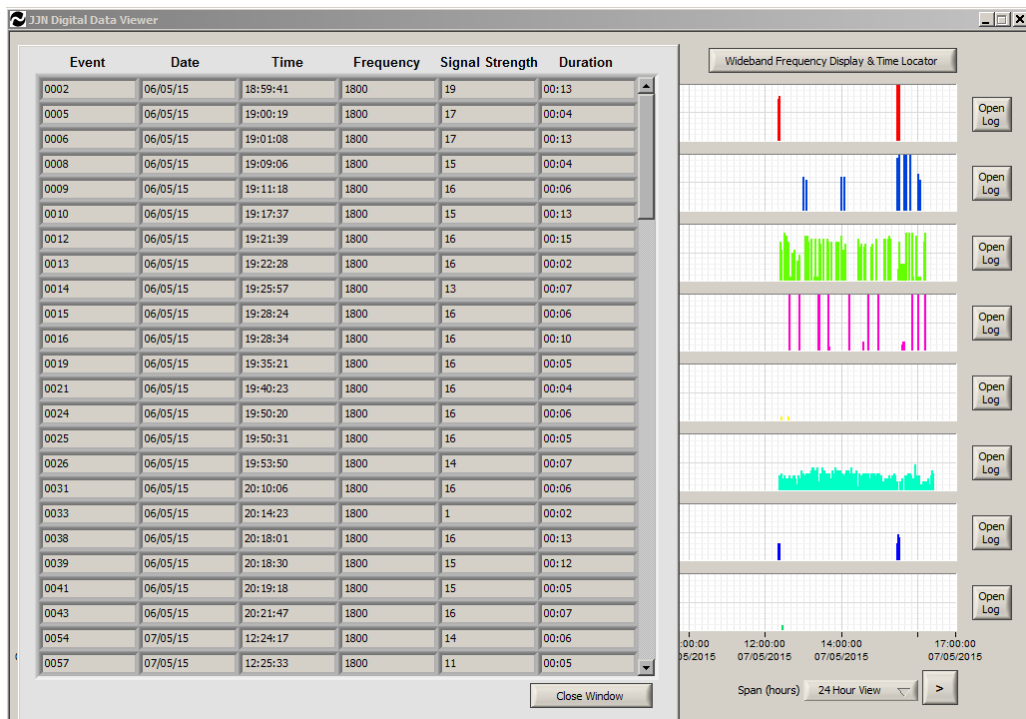 JJN Digital Data Viewer
Event Date Time Frequency Signal Strength Duration
0002 06/05/15 18:59:41 1800 19 00:13
0005 06/05/15 19:00:19 1800 17 00:04
0006 06/05/15 19:01:08 1800 17 00:13
0008 06/05/15 19:09:06 1800 15 00:04
0009 06/05/15 19:11:18 1800 16 00:06
0010 06/05/15 19:17:37 1800 15 00:13
0012 06/05/15 19:21:39 1800 16 00:15
0013 06/05/15 19:22:28 1800 16 00:02
0014 06/05/15 19:25:57 1800 13 00:07
0015 06/05/15 19:28:24 1800 16 00:06
0016 06/05/15 19:28:34 1800 16 00:10
0019 06/05/15 19:35:21 1800 16 00:05
0021 06/05/15 19:40:23 1800 16 00:04
0024 06/05/15 19:50:20 1800 16 00:06
0025 06/05/15 19:50:31 1800 16 00:05
0026 06/05/15 19:53:50 1800 14 00:07
0031 06/05/15 20:10:06 1800 16 00:06
0033 06/05/15 20:14:23 1800 1 00:02
0038 06/05/15 20:18:01 1800 16 00:13
0039 06/05/15 20:18:30 1800 15 00:12
0041 06/05/15 20:19:18 1800 15 00:05
0043 06/05/15 20:21:47 1800 16 00:07
0054 07/05/15 12:24:17 1800 14 00:06
0057 07/05/15 12:25:33 1800 11 00:05
Close Window
Wideband Frequency Display & Time Locator
Open
Log
Open
Log
Open
Log
Open
Log
Open
Log
Open
Log
Open
Log
Open
Log
:00:00 12:00:00 14:00:00 17:00:00
05/2015 07/05/2015 07/05/2015 07/05/2015
Span (hours) 24 Hour View >